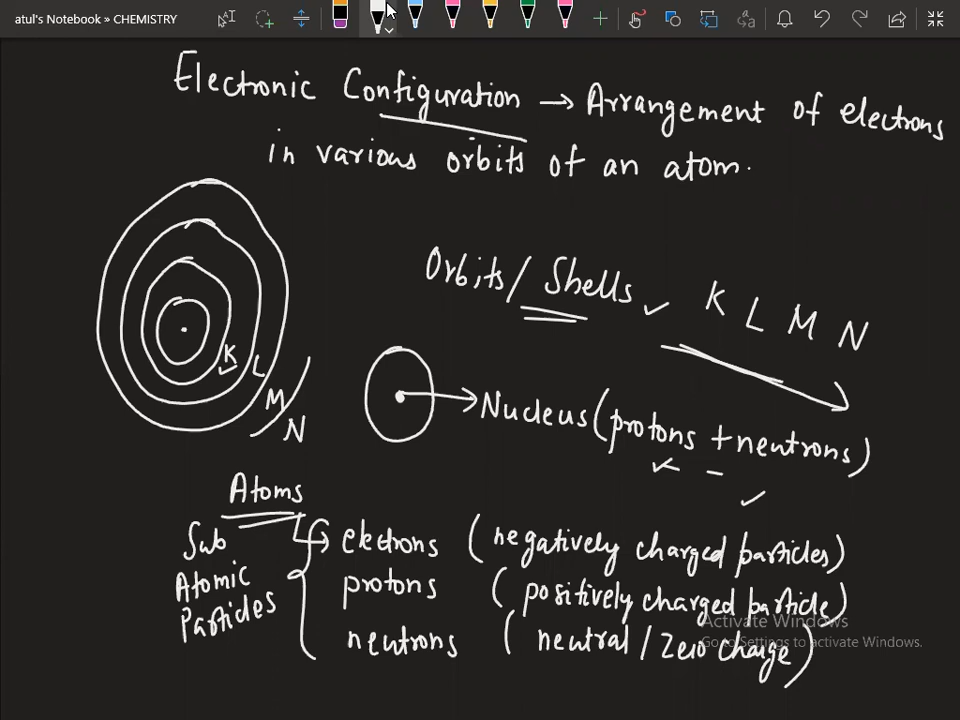 atul's Notebook » CHEMISTRY
Electronic Configuration → Arrangement of electrons
in various orbits of an atom.
Orbits/ Shells ✓ K L M N
K
L
M
N
Nucleus (protons + neutrons)
Atoms
Sub
Atomic
Particles
electrons (negatively charged particles)
protons (positively charged particle)
neutrons (neutral / Zero charge)
Activate Windows
Go to Settings to activate Windows.